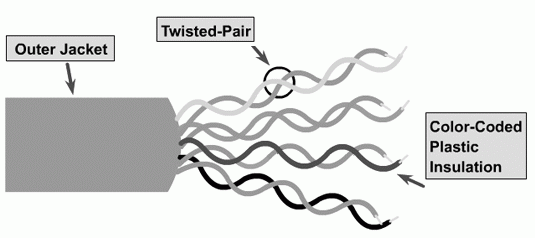 Twisted-Pair
Outer Jacket
Color-Coded
Plastic
Insulation